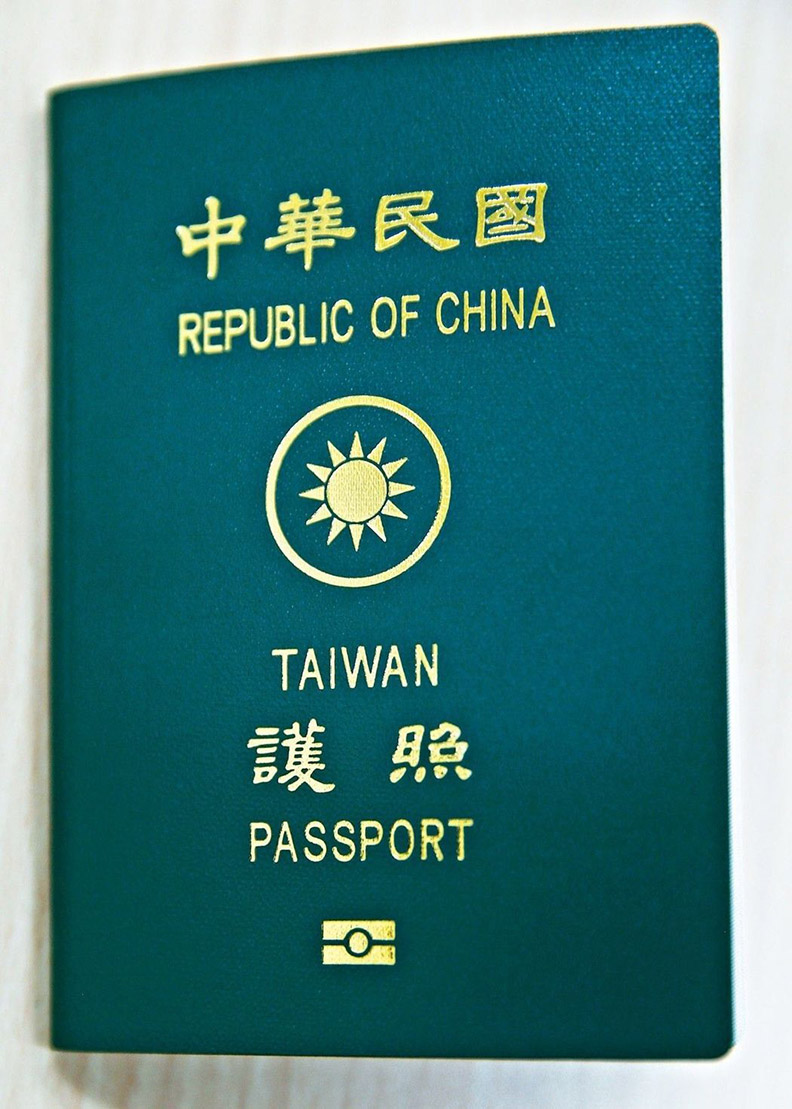 中華民國
REPUBLIC OF CHINA
TAIWAN
護照
PASSPORT